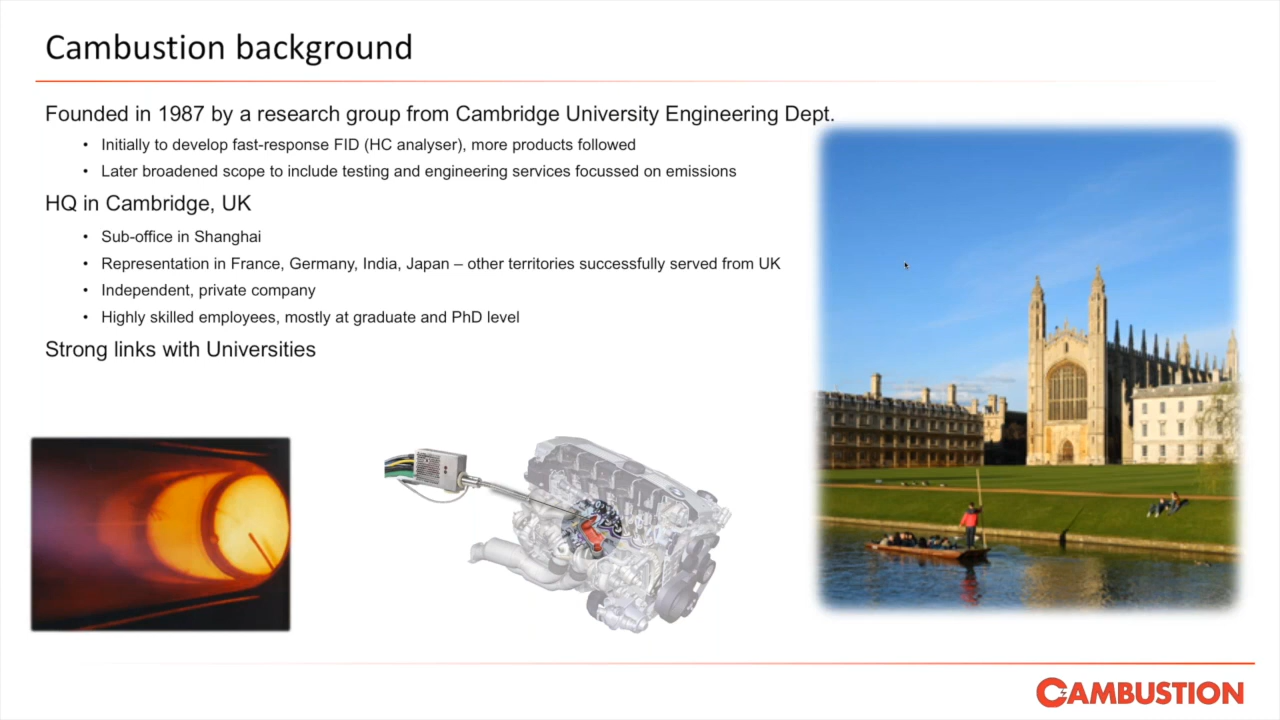 Cambustion background
Founded in 1987 by a research group from Cambridge University Engineering Dept.
• Initially to develop fast-response FID (HC analyser), more products followed
• Later broadened scope to include testing and engineering services focussed on emissions
HQ in Cambridge, UK
• Sub-office in Shanghai
• Representation in France, Germany, India, Japan – other territories successfully served from UK
• Independent, private company
• Highly skilled employees, mostly at graduate and PhD level
Strong links with Universities
CAMBUSTION